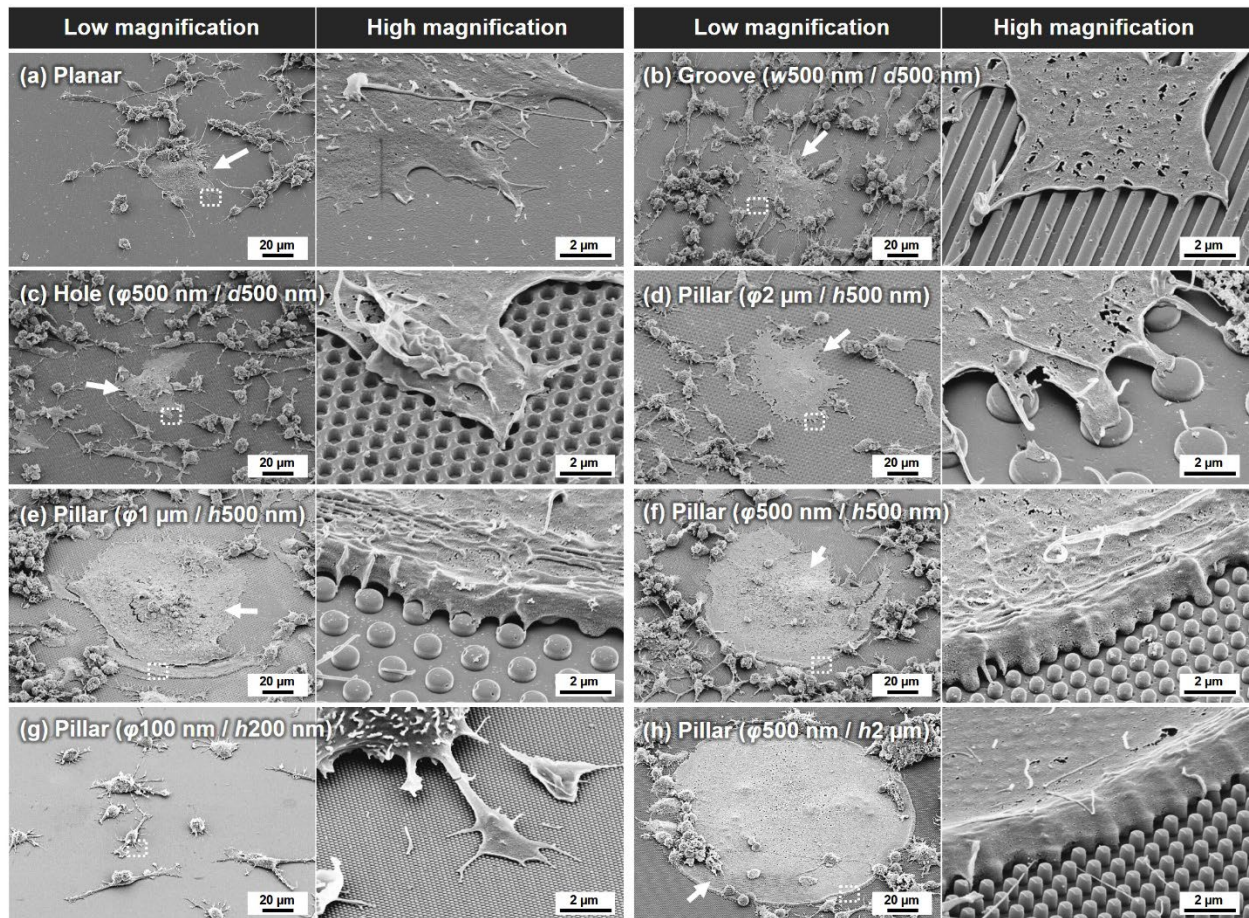 Low magnification
High magnification
Low magnification
High magnification
(a) Planar
20 µm
2 µm
(b) Groove (w500 nm / d500 nm)
20 µm
2 µm
(c) Hole (φ500 nm / d500 nm)
20 µm
2 µm
(d) Pillar (φ2 µm / h500 nm)
20 µm
2 µm
(e) Pillar (φ1 µm / h500 nm)
20 µm
2 µm
(f) Pillar (φ500 nm / h500 nm)
20 µm
2 µm
(g) Pillar (φ100 nm / h200 nm)
20 µm
2 µm
(h) Pillar (φ500 nm / h2 µm)
20 µm
2 µm